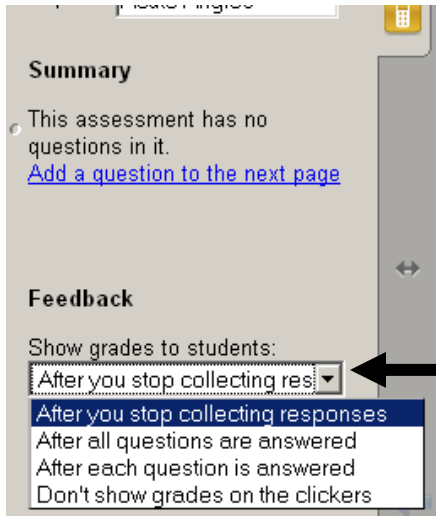 Summary
This assessment has no
questions in it.
Add a question to the next page
Feedback
Show grades to students:
After you stop collecting res
After you stop collecting responses
After all questions are answered
After each question is answered
Don't show grades on the clickers